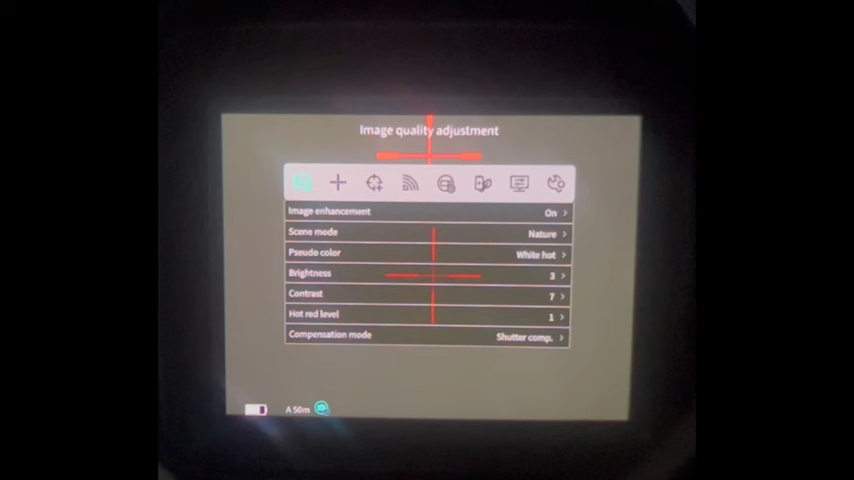 Image quality adjustment
Image enhancement On >
Scene mode Nature >
Pseudo color White hot >
Brightness 3 >
Contrast 7 >
Hot red level 1 >
Compensation mode Shutter comp. >
A 50m